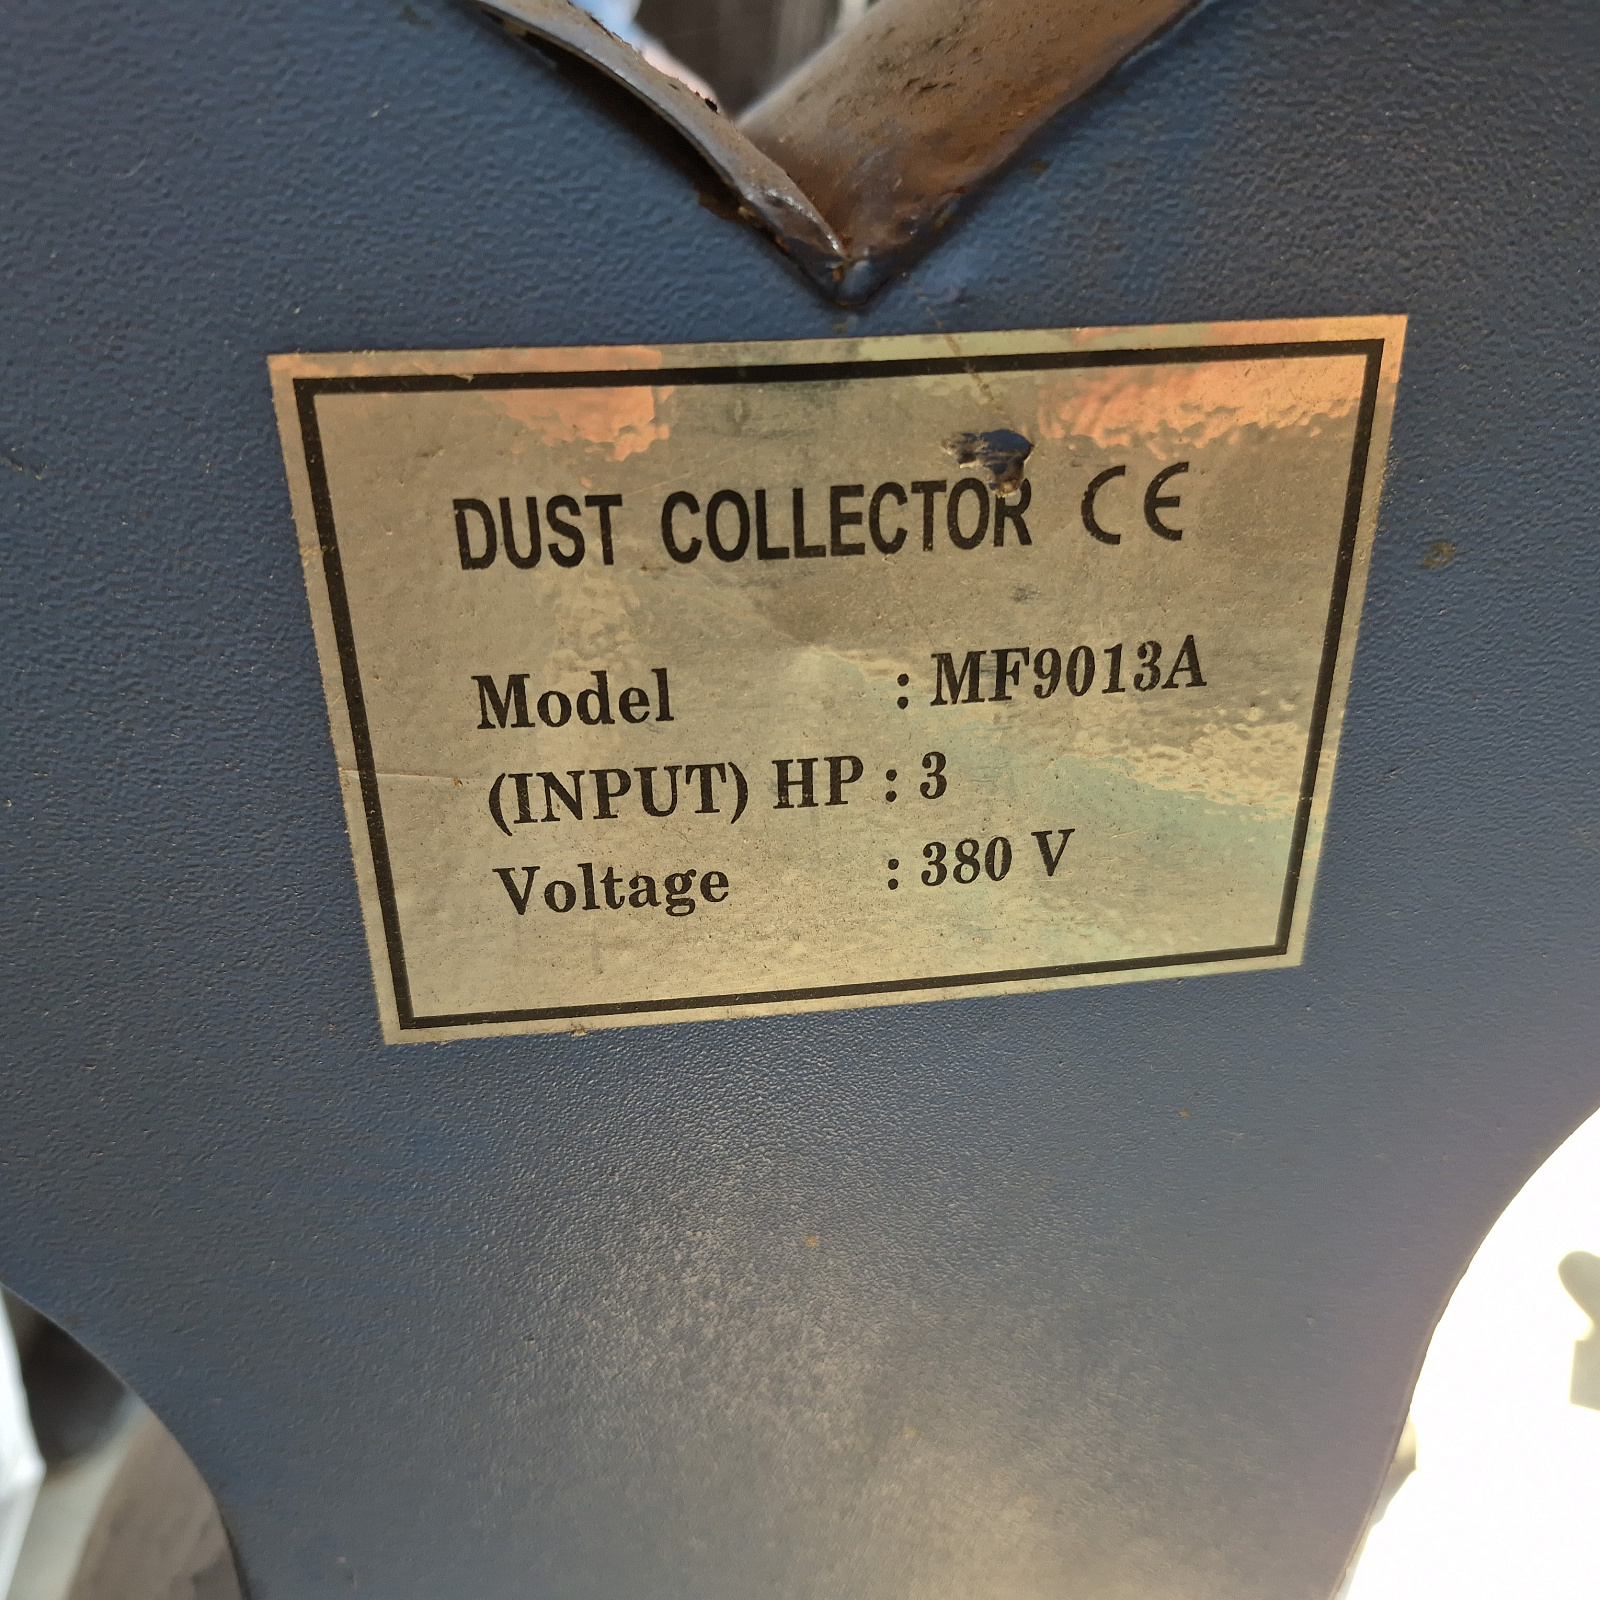 DUST COLLECTOR CE
Model : MF9013A
(INPUT) HP : 3
Voltage : 380 V